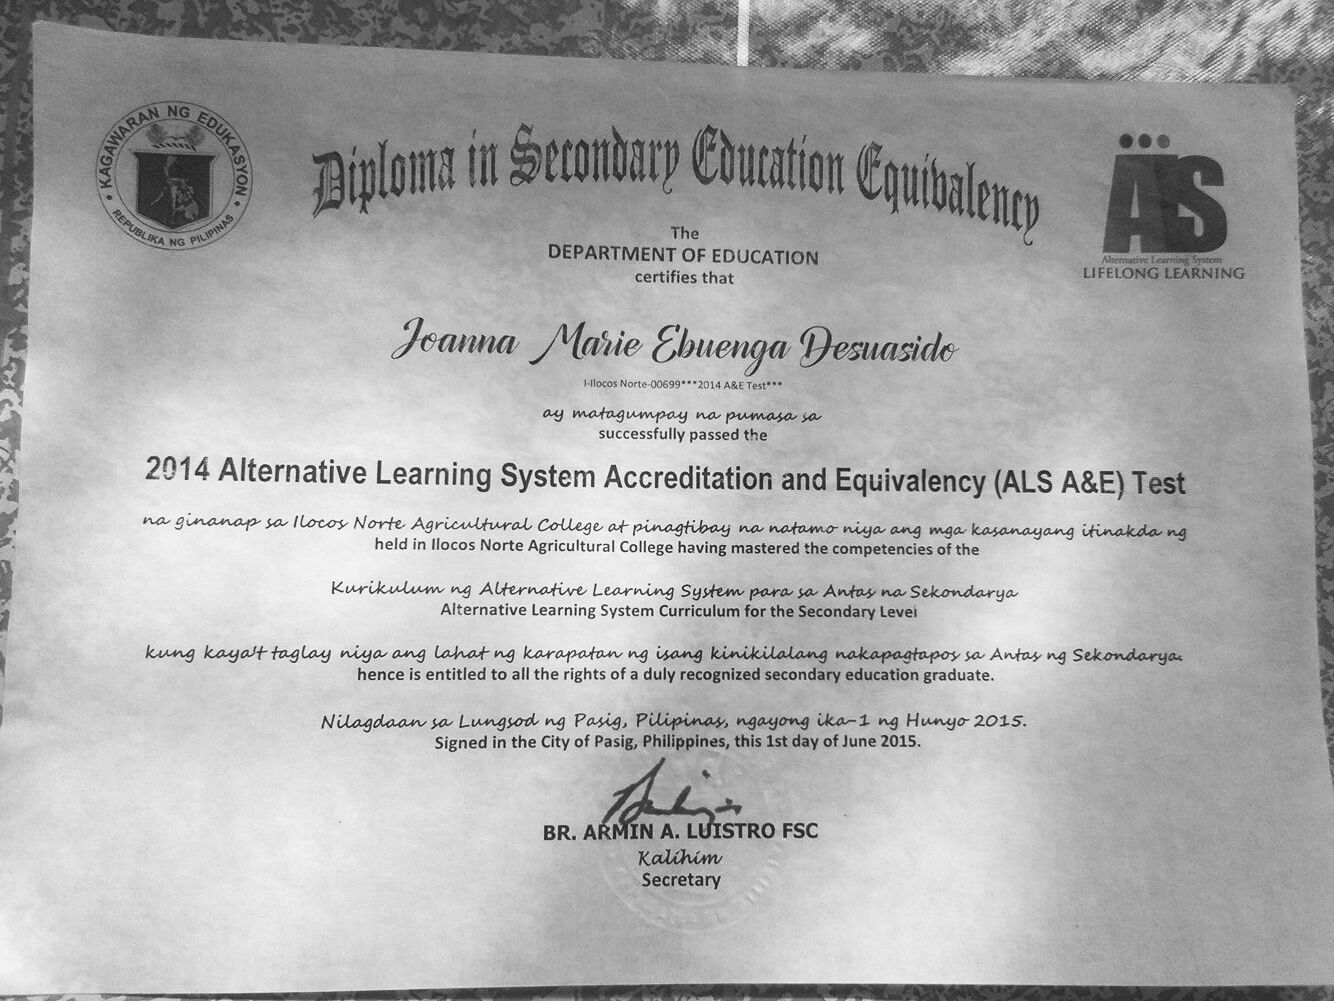 KAGAWARAN NG EDUKASYON
REPUBLIKA NG PILIPINAS
Diploma in Secondary Education Equivalency
ALS
Alternative Learning System
LIFELONG LEARNING
The
DEPARTMENT OF EDUCATION
certifies that
Joanna Marie Ebuenga Desuasido
I-Ilocos Norte-00699***2014 A&E Test***
ay matagumpay na pumasa sa
successfully passed the
2014 Alternative Learning System Accreditation and Equivalency (ALS A&E) Test
na ginanap sa Ilocos Norte Agricultural College at pinagtibay na natamo niya ang mga kasanayang itinakda ng
held in Ilocos Norte Agricultural College having mastered the competencies of the
Kurikulum ng Alternative Learning System para sa Antas na Sekondarya
Alternative Learning System Curriculum for the Secondary Level
kung kaya't taglay niya ang lahat ng karapatan ng isang kinikilalang nakapagtapos sa Antas ng Sekondarya.
hence is entitled to all the rights of a duly recognized secondary education graduate.
Nilagdaan sa Lungsod ng Pasig, Pilipinas, ngayong ika-1 ng Hunyo 2015.
Signed in the City of Pasig, Philippines, this 1st day of June 2015.
BR. ARMIN A. LUISTRO FSC
Kalihim
Secretary